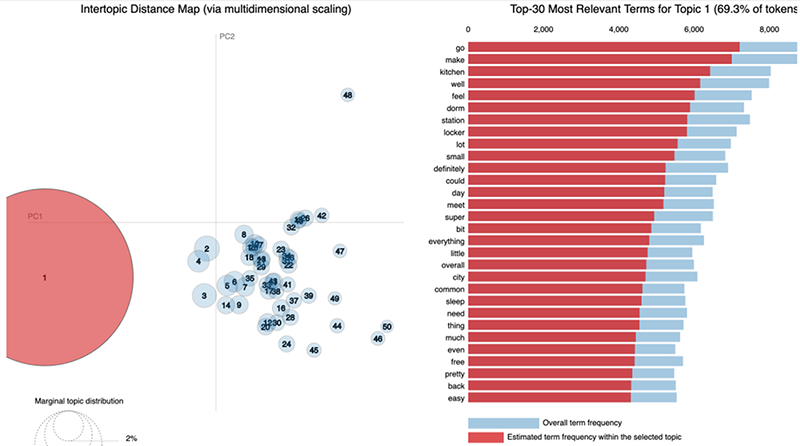 Intertopic Distance Map (via multidimensional scaling)
PC2
PC1
48
42
32
8
2
4
1
23
47
18
29
22
35
6
5
7
41
3
14
9
37
39
49
16
28
44
50
46
24
45
Marginal topic distribution
2%
Top-30 Most Relevant Terms for Topic 1 (69.3% of tokens
0 2,000 4,000 6,000 8,000
go
make
kitchen
well
feel
dorm
station
locker
lot
small
definitely
could
day
meet
super
bit
everything
little
overall
city
common
sleep
need
thing
much
even
free
pretty
back
easy
Overall term frequency
Estimated term frequency within the selected topic